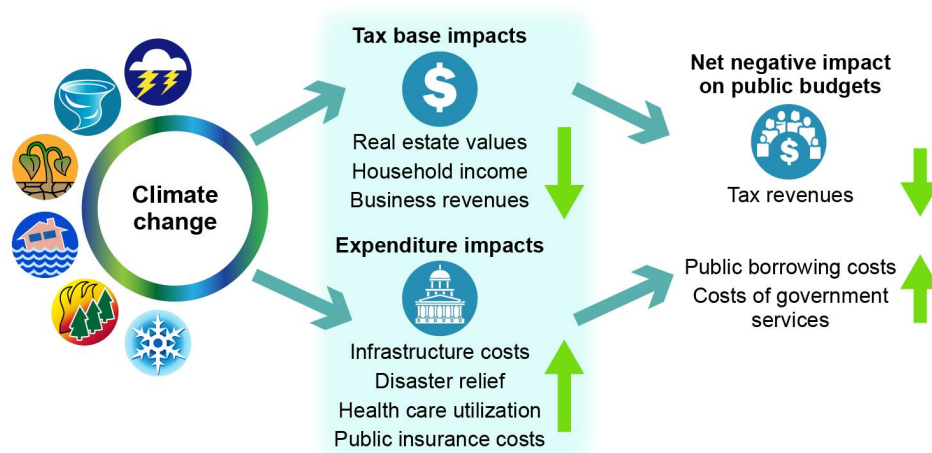 Climate
change
Tax base impacts
$
Real estate values
Household income
Business revenues
Expenditure impacts
Infrastructure costs
Disaster relief
Health care utilization
Public insurance costs
Net negative impact
on public budgets
$
Tax revenues
Public borrowing costs
Costs of government
services